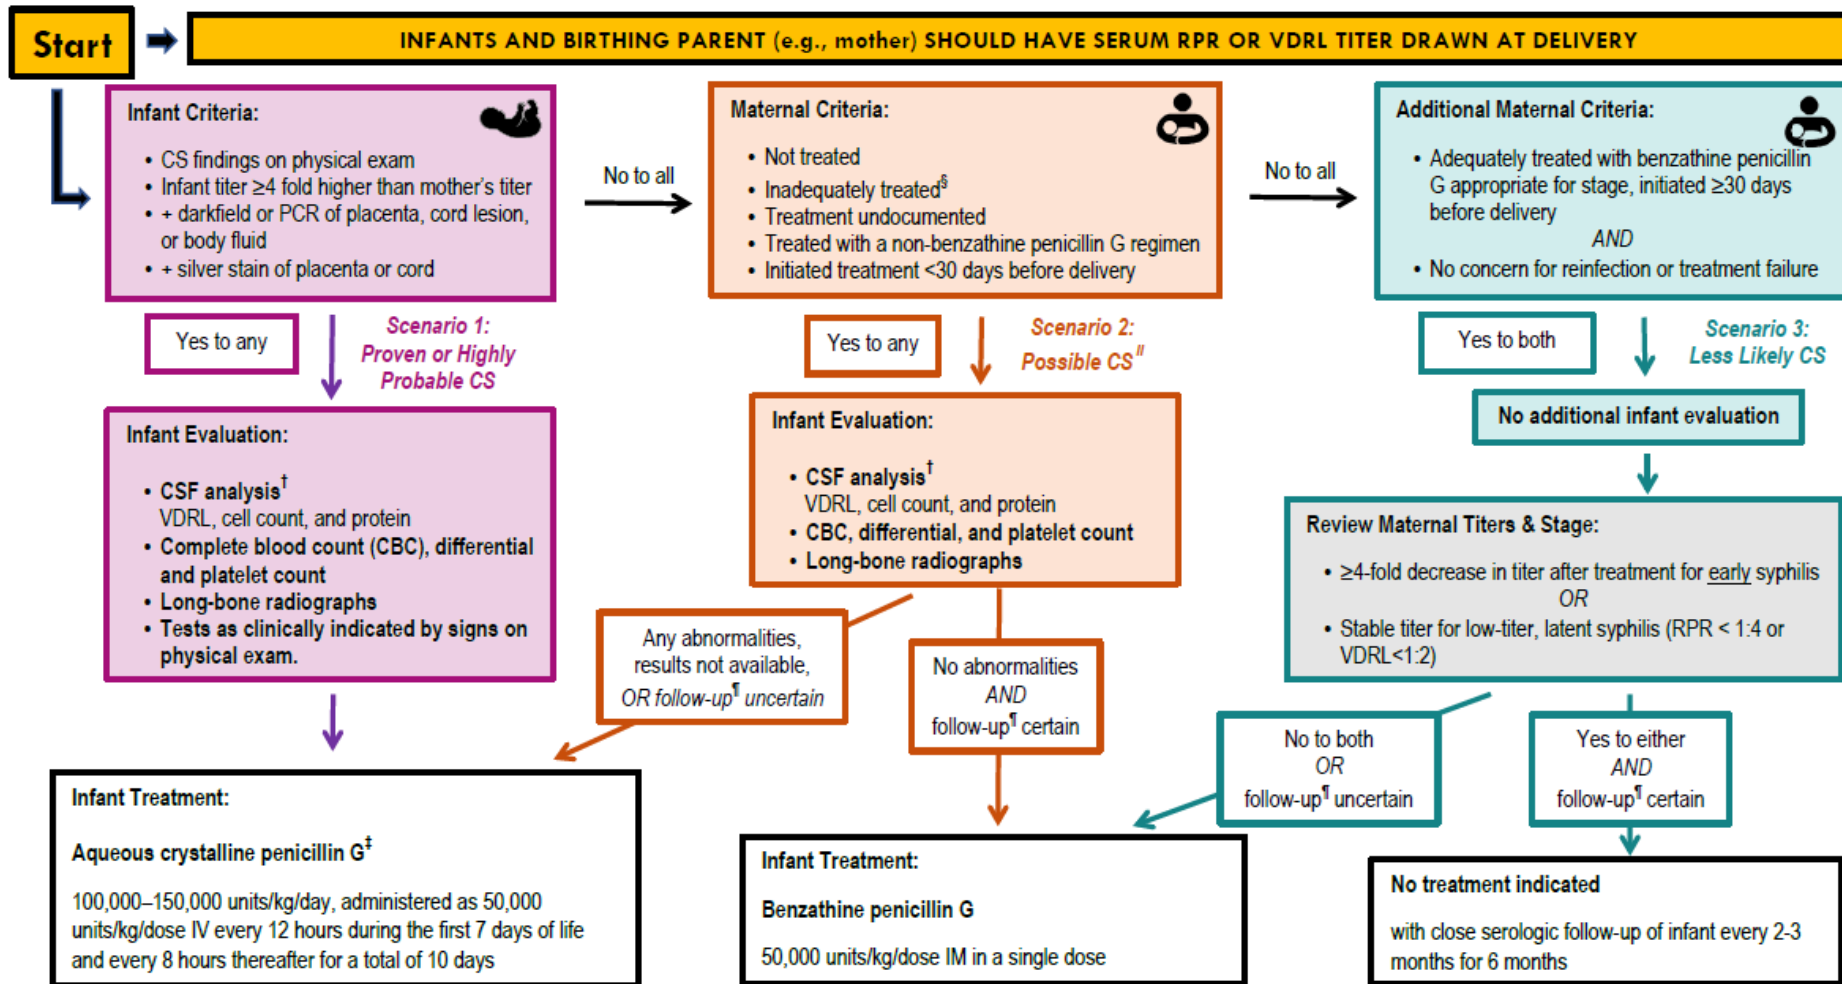 Start
INFANTS AND BIRTHING PARENT (e.g., mother) SHOULD HAVE SERUM RPR OR VDRL TITER DRAWN AT DELIVERY
Infant Criteria:
• CS findings on physical exam
• Infant titer ≥4 fold higher than mother's titer
• + darkfield or PCR of placenta, cord lesion,
or body fluid
• + silver stain of placenta or cord
No to all
Maternal Criteria:
• Not treated
• Inadequately treated§
• Treatment undocumented
• Treated with a non-benzathine penicillin G regimen
• Initiated treatment <30 days before delivery
No to all
Additional Maternal Criteria:
• Adequately treated with benzathine penicillin
G appropriate for stage, initiated ≥30 days
before delivery
AND
• No concern for reinfection or treatment failure
Yes to any
Scenario 1:
Proven or Highly
Probable CS
Yes to any
Scenario 2:
Possible CS||
Yes to both
Scenario 3:
Less Likely CS
Infant Evaluation:
• CSF analysis†
VDRL, cell count, and protein
• Complete blood count (CBC), differential
and platelet count
• Long-bone radiographs
• Tests as clinically indicated by signs on
physical exam.
Infant Evaluation:
• CSF analysis†
VDRL, cell count, and protein
• CBC, differential, and platelet count
• Long-bone radiographs
No additional infant evaluation
Review Maternal Titers & Stage:
• ≥4-fold decrease in titer after treatment for early syphilis
OR
• Stable titer for low-titer, latent syphilis (RPR < 1:4 or
VDRL<1:2)
Any abnormalities,
results not available,
OR follow-up¶ uncertain
No abnormalities
AND
follow-up¶ certain
No to both
OR
follow-up¶ uncertain
Yes to either
AND
follow-up¶ certain
Infant Treatment:
Aqueous crystalline penicillin G‡
100,000–150,000 units/kg/day, administered as 50,000
units/kg/dose IV every 12 hours during the first 7 days of life
and every 8 hours thereafter for a total of 10 days
Infant Treatment:
Benzathine penicillin G
50,000 units/kg/dose IM in a single dose
No treatment indicated
with close serologic follow-up of infant every 2-3
months for 6 months